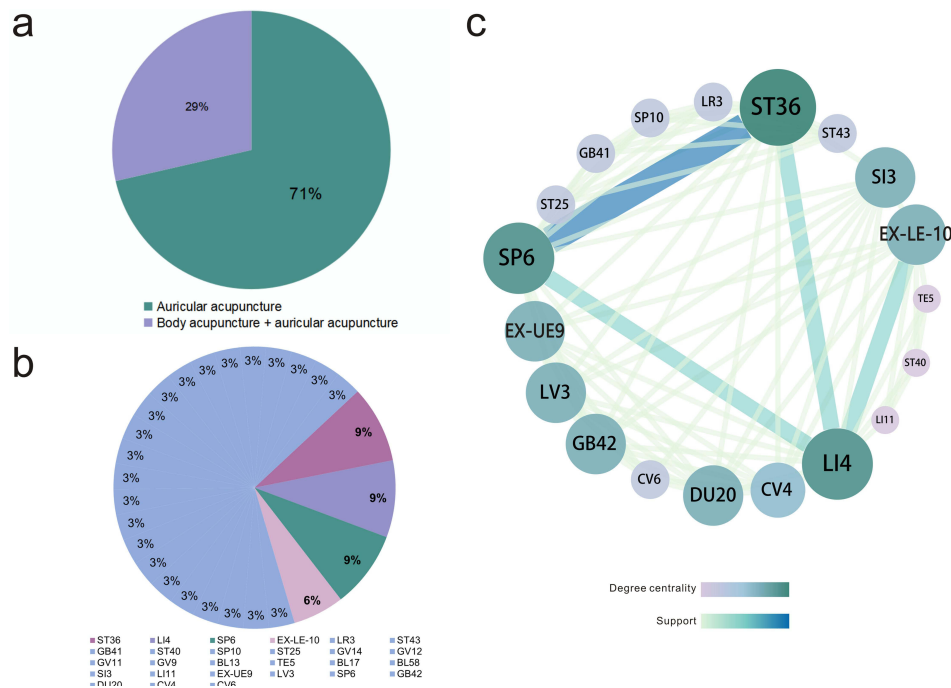 a
29%
71%
Auricular acupuncture
Body acupuncture + auricular acupuncture
b
3% 3% 3% 3% 3% 3% 3% 3% 3% 3% 3% 3% 3% 3% 3% 3% 3% 3% 3% 3% 3% 3% 3%
9%
9%
9%
6%
ST36 LI4 SP6 EX-LE-10 LR3 ST43
GB41 ST40 SP10 ST25 GV14 GV12
GV11 GV9 BL13 TE5 BL17 BL58
SI3 LI11 EX-UE9 LV3 SP6 GB42
DU20 CV4 CV6
c
ST36
LR3
SP10
ST43
GB41
SI3
ST25
EX-LE-10
SP6
TE5
EX-UE9
ST40
LV3
LI11
GB42
LI4
CV6
DU20
CV4
Degree centrality
Support